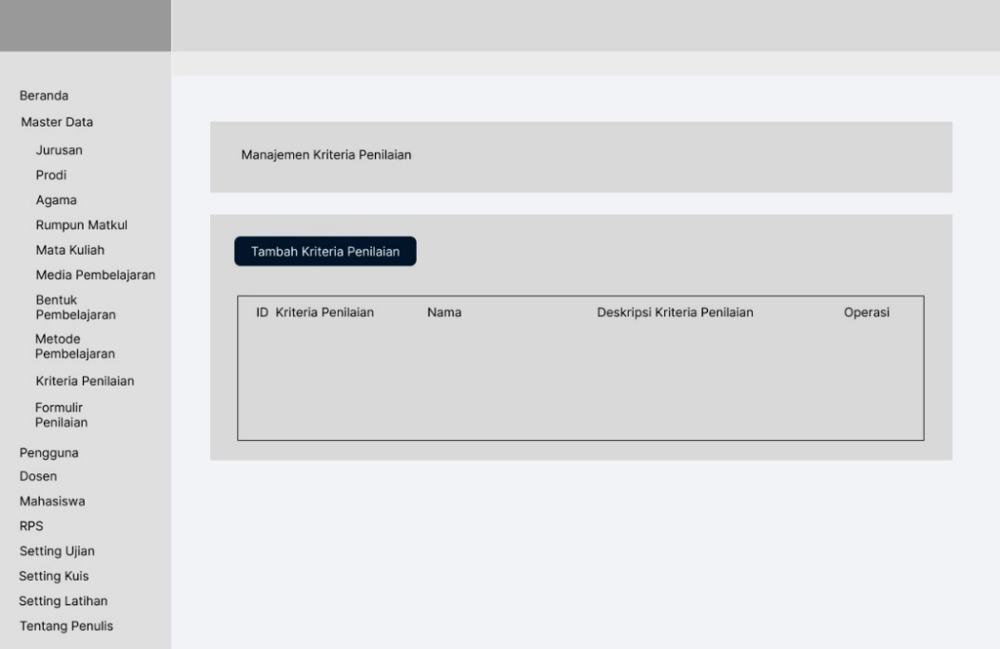 Beranda
Master Data
Jurusan
Prodi
Agama
Rumpun Matkul
Mata Kuliah
Media Pembelajaran
Bentuk
Pembelajaran
Metode
Pembelajaran
Kriteria Penilaian
Formulir
Penilaian
Pengguna
Dosen
Mahasiswa
RPS
Setting Ujian
Setting Kuis
Setting Latihan
Tentang Penulis
Manajemen Kriteria Penilaian
Tambah Kriteria Penilaian
ID Kriteria Penilaian Nama Deskripsi Kriteria Penilaian Operasi